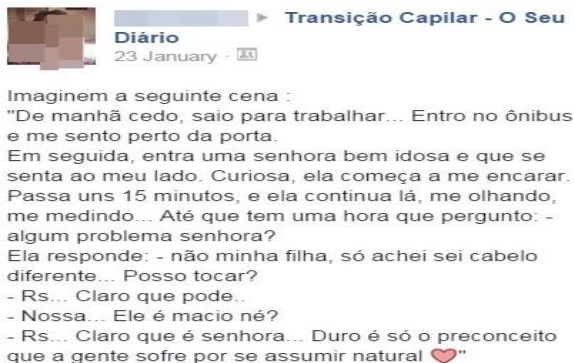 ▶ Transição Capilar - O Seu
Diário
23 January ·
Imaginem a seguinte cena :
"De manhã cedo, saio para trabalhar... Entro no ônibus
e me sento perto da porta.
Em seguida, entra uma senhora bem idosa e que se
senta ao meu lado. Curiosa, ela começa a me encarar.
Passa uns 15 minutos, e ela continua lá, me olhando,
me medindo... Até que tem uma hora que pergunto: -
algum problema senhora?
Ela responde: - não minha filha, só achei sei cabelo
diferente... Posso tocar?
- Rs... Claro que pode..
- Nossa... Ele é macio né?
- Rs... Claro que é senhora... Duro é só o preconceito
que a gente sofre por se assumir natural ❤"